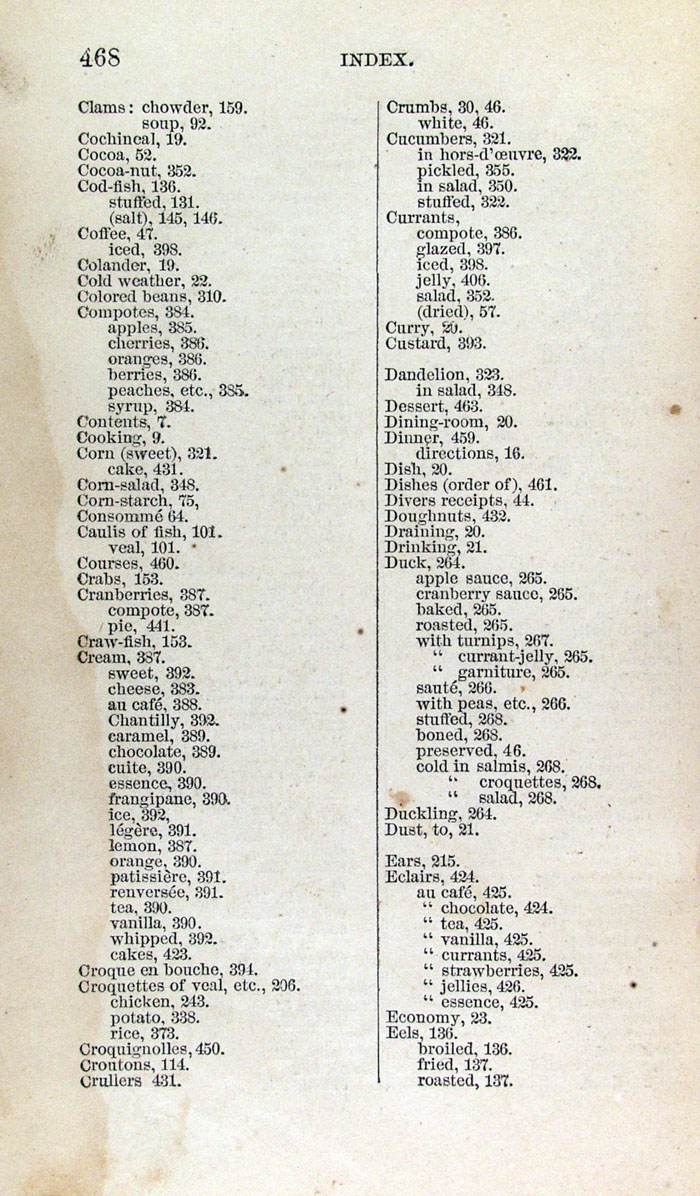 468
INDEX.
Clams: chowder, 159.
soup, 92.
Cochineal, 19.
Cocoa, 52.
Cocoa-nut, 352.
Cod-fish, 136.
stuffed, 131.
(salt), 145, 146.
Coffee, 47.
iced, 398.
Colander, 19.
Cold weather, 22.
Colored beans, 310.
Compotes, 384.
apples, 385.
cherries, 386.
oranges, 386.
berries, 386.
peaches, etc., 385.
syrup, 384.
Contents, 7.
Cooking, 9.
Corn (sweet), 321.
cake, 431.
Corn-salad, 348.
Corn-starch, 75,
Consommé 64.
Caulis of fish, 101.
veal, 101.
Courses, 460.
Crabs, 153.
Cranberries, 387.
compote, 387.
pie, 441.
Craw-fish, 153.
Cream, 387.
sweet, 392.
cheese, 383.
au café, 388.
Chantilly, 392.
caramel, 389.
chocolate, 389.
cuite, 390.
essence, 390.
frangipane, 390.
ice, 392,
légère, 391.
lemon, 387.
orange, 390.
patissière, 391.
renversée, 391.
tea, 390.
vanilla, 390.
whipped, 392.
cakes, 423.
Croque en bouche, 394.
Croquettes of veal, etc., 206.
chicken, 243.
potato, 338.
rice, 373.
Croquignolles, 450.
Croutons, 114.
Crullers 431.
Crumbs, 30, 46.
white, 46.
Cucumbers, 321.
in hors-d'œuvre, 322.
pickled, 355.
in salad, 350.
stuffed, 322.
Currants,
compote, 386.
glazed, 397.
iced, 398.
jelly, 406.
salad, 352.
(dried), 57.
Curry, 20.
Custard, 393.
Dandelion, 323.
in salad, 348.
Dessert, 463.
Dining-room, 20.
Dinner, 459.
directions, 16.
Dish, 20.
Dishes (order of), 461.
Divers receipts, 44.
Doughnuts, 432.
Draining, 20.
Drinking, 21.
Duck, 264.
apple sauce, 265.
cranberry sauce, 265.
baked, 265.
roasted, 265.
with turnips, 267.
" currant-jelly, 265.
" garniture, 265.
sauté, 266.
with peas, etc., 266.
stuffed, 268.
boned, 268.
preserved, 46.
cold in salmis, 268.
" croquettes, 268.
" salad, 268.
Duckling, 264.
Dust, to, 21.
Ears, 215.
Eclairs, 424.
au café, 425.
" chocolate, 424.
" tea, 425.
" vanilla, 425.
" currants, 425.
" strawberries, 425.
" jellies, 426.
" essence, 425.
Economy, 23.
Eels, 136.
broiled, 136.
fried, 137.
roasted, 137.